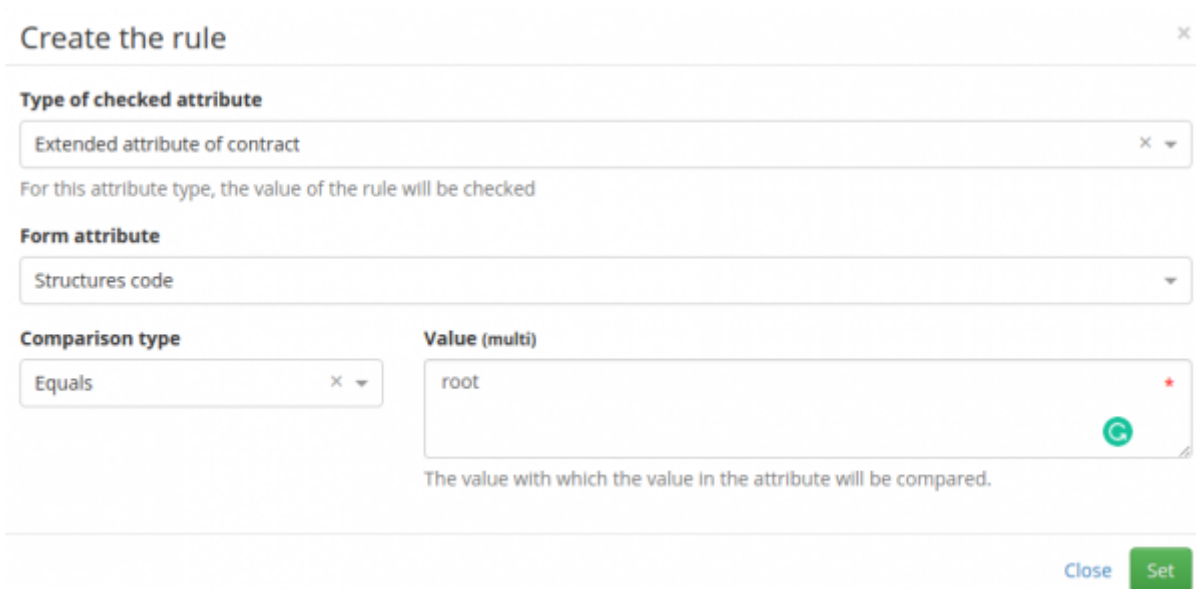 Create the rule
×
Type of checked attribute
Extended attribute of contract ×
For this attribute type, the value of the rule will be checked
Form attribute
Structures code
Comparison type Value (multi)
Equals × root *
The value with which the value in the attribute will be compared.
Close Set